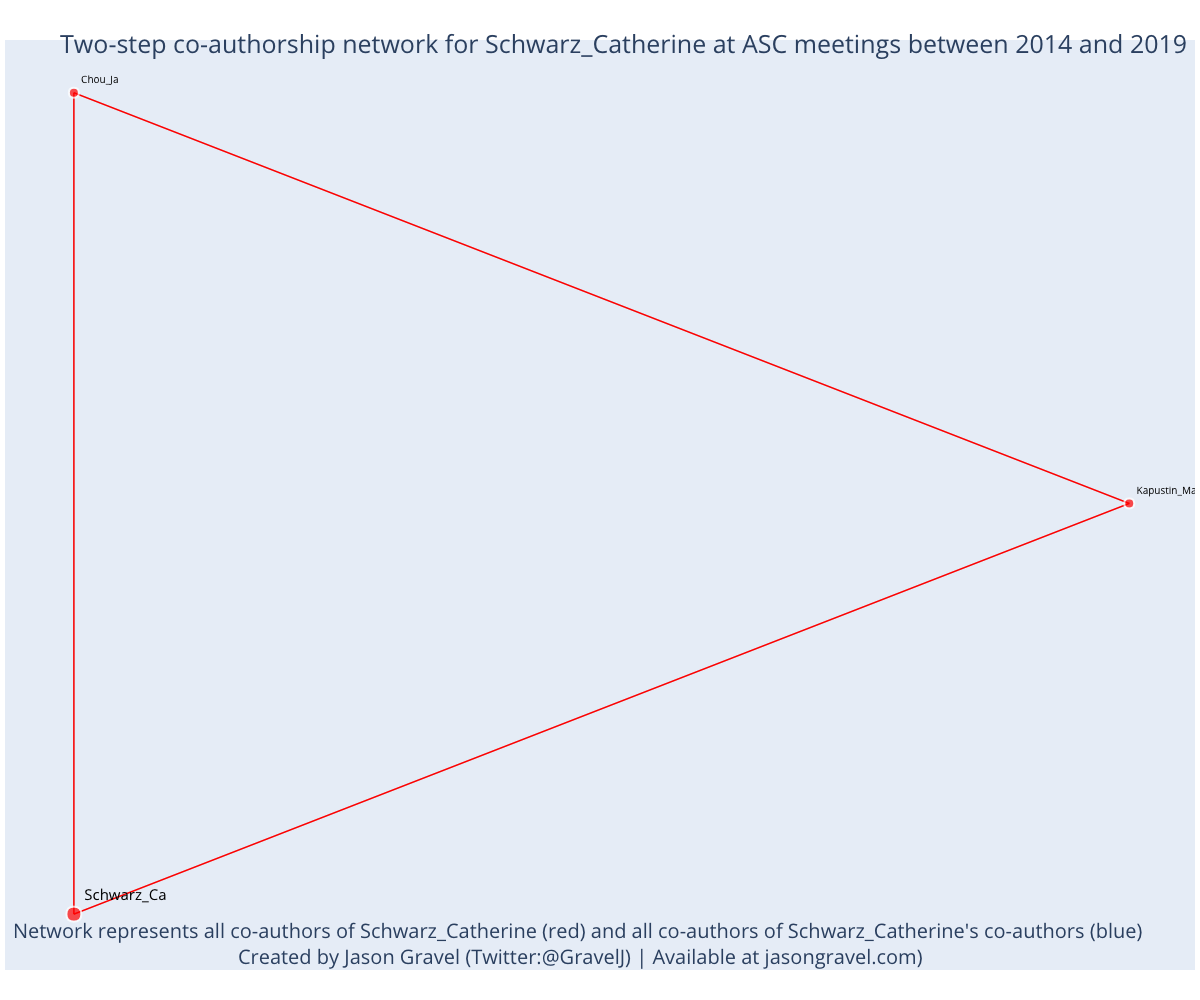 Two-step co-authorship network for Schwarz_Catherine at ASC meetings between 2014 and 2019
Chou_Ja
Kapustin_Ma
Schwarz_Ca
Network represents all co-authors of Schwarz_Catherine (red) and all co-authors of Schwarz_Catherine's co-authors (blue)
Created by Jason Gravel (Twitter:@GravelJ) | Available at jasongravel.com)